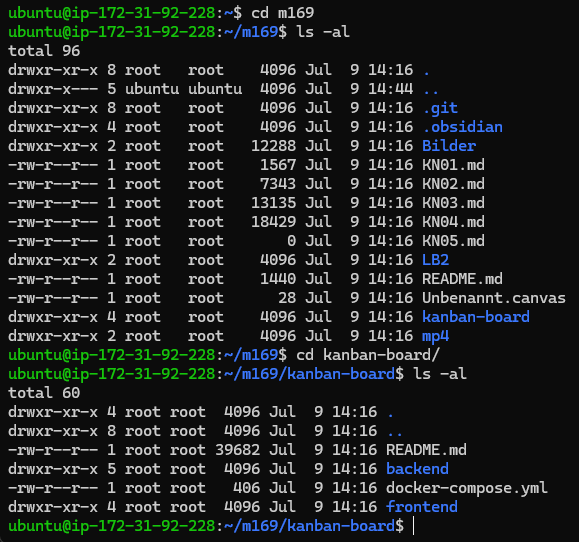 ubuntu@ip-172-31-92-228:~$ cd m169
ubuntu@ip-172-31-92-228:~/m169$ ls -al
total 96
drwxr-xr-x 8 root   root    4096 Jul  9 14:16 .
drwxr-x--- 5 ubuntu ubuntu  4096 Jul  9 14:44 ..
drwxr-xr-x 8 root   root    4096 Jul  9 14:16 .git
drwxr-xr-x 4 root   root    4096 Jul  9 14:16 .obsidian
drwxr-xr-x 2 root   root   12288 Jul  9 14:16 Bilder
-rw-r--r-- 1 root   root    1567 Jul  9 14:16 KN01.md
-rw-r--r-- 1 root   root    7343 Jul  9 14:16 KN02.md
-rw-r--r-- 1 root   root   13135 Jul  9 14:16 KN03.md
-rw-r--r-- 1 root   root   18429 Jul  9 14:16 KN04.md
-rw-r--r-- 1 root   root       0 Jul  9 14:16 KN05.md
drwxr-xr-x 2 root   root    4096 Jul  9 14:16 LB2
-rw-r--r-- 1 root   root    1440 Jul  9 14:16 README.md
-rw-r--r-- 1 root   root      28 Jul  9 14:16 Unbenannt.canvas
drwxr-xr-x 4 root   root    4096 Jul  9 14:16 kanban-board
drwxr-xr-x 2 root   root    4096 Jul  9 14:16 mp4
ubuntu@ip-172-31-92-228:~/m169$ cd kanban-board/
ubuntu@ip-172-31-92-228:~/m169/kanban-board$ ls -al
total 60
drwxr-xr-x 4 root root  4096 Jul  9 14:16 .
drwxr-xr-x 8 root root  4096 Jul  9 14:16 ..
-rw-r--r-- 1 root root 39682 Jul  9 14:16 README.md
drwxr-xr-x 5 root root  4096 Jul  9 14:16 backend
-rw-r--r-- 1 root root   406 Jul  9 14:16 docker-compose.yml
drwxr-xr-x 4 root root  4096 Jul  9 14:16 frontend
ubuntu@ip-172-31-92-228:~/m169/kanban-board$